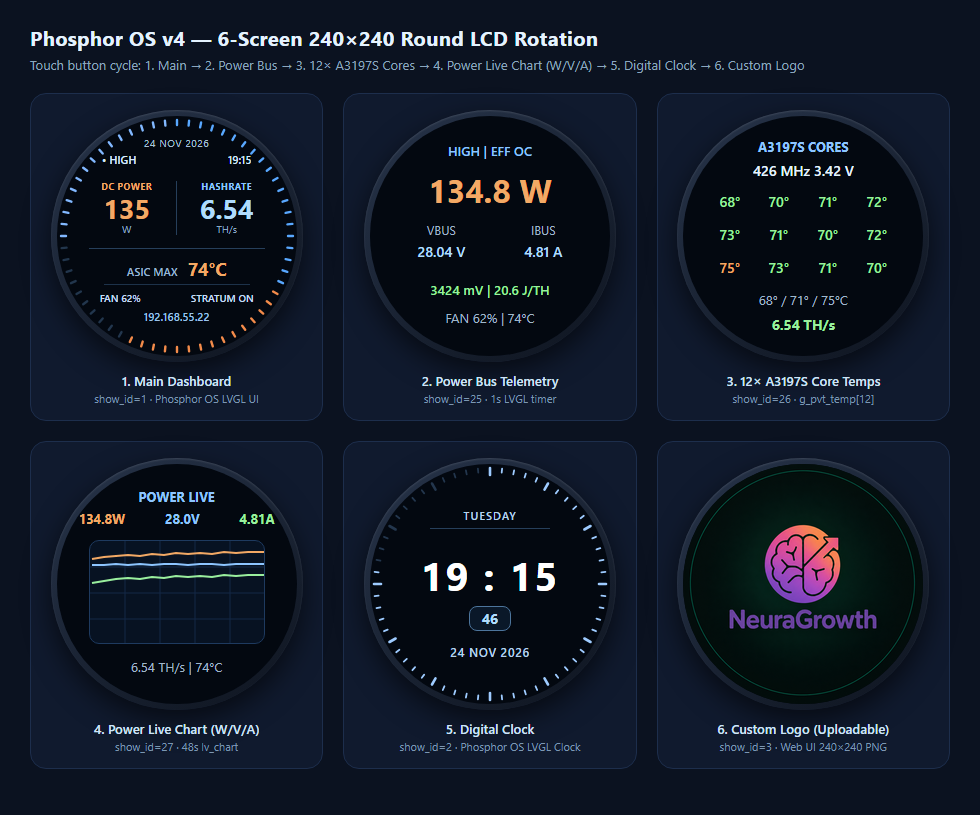 Phosphor OS v4 — 6-Screen 240×240 Round LCD Rotation
Touch button cycle: 1. Main → 2. Power Bus → 3. 12× A3197S Cores → 4. Power Live Chart (W/V/A) → 5. Digital Clock → 6. Custom Logo
24 NOV 2026
• HIGH 19:15
DC POWER HASHRATE
135 6.54
W TH/s
ASIC MAX 74°C
FAN 62% STRATUM ON
192.168.55.22
1. Main Dashboard
show_id=1 · Phosphor OS LVGL UI
HIGH | EFF OC
134.8 W
VBUS IBUS
28.04 V 4.81 A
3424 mV | 20.6 J/TH
FAN 62% | 74°C
2. Power Bus Telemetry
show_id=25 · 1s LVGL timer
A3197S CORES
426 MHz 3.42 V
68° 70° 71° 72°
73° 71° 70° 72°
75° 73° 71° 70°
68° / 71° / 75°C
6.54 TH/s
3. 12× A3197S Core Temps
show_id=26 · g_pvt_temp[12]
POWER LIVE
134.8W 28.0V 4.81A
6.54 TH/s | 74°C
4. Power Live Chart (W/V/A)
show_id=27 · 48s lv_chart
TUESDAY
19 : 15
46
24 NOV 2026
5. Digital Clock
show_id=2 · Phosphor OS LVGL Clock
NeuraGrowth
6. Custom Logo (Uploadable)
show_id=3 · Web UI 240×240 PNG